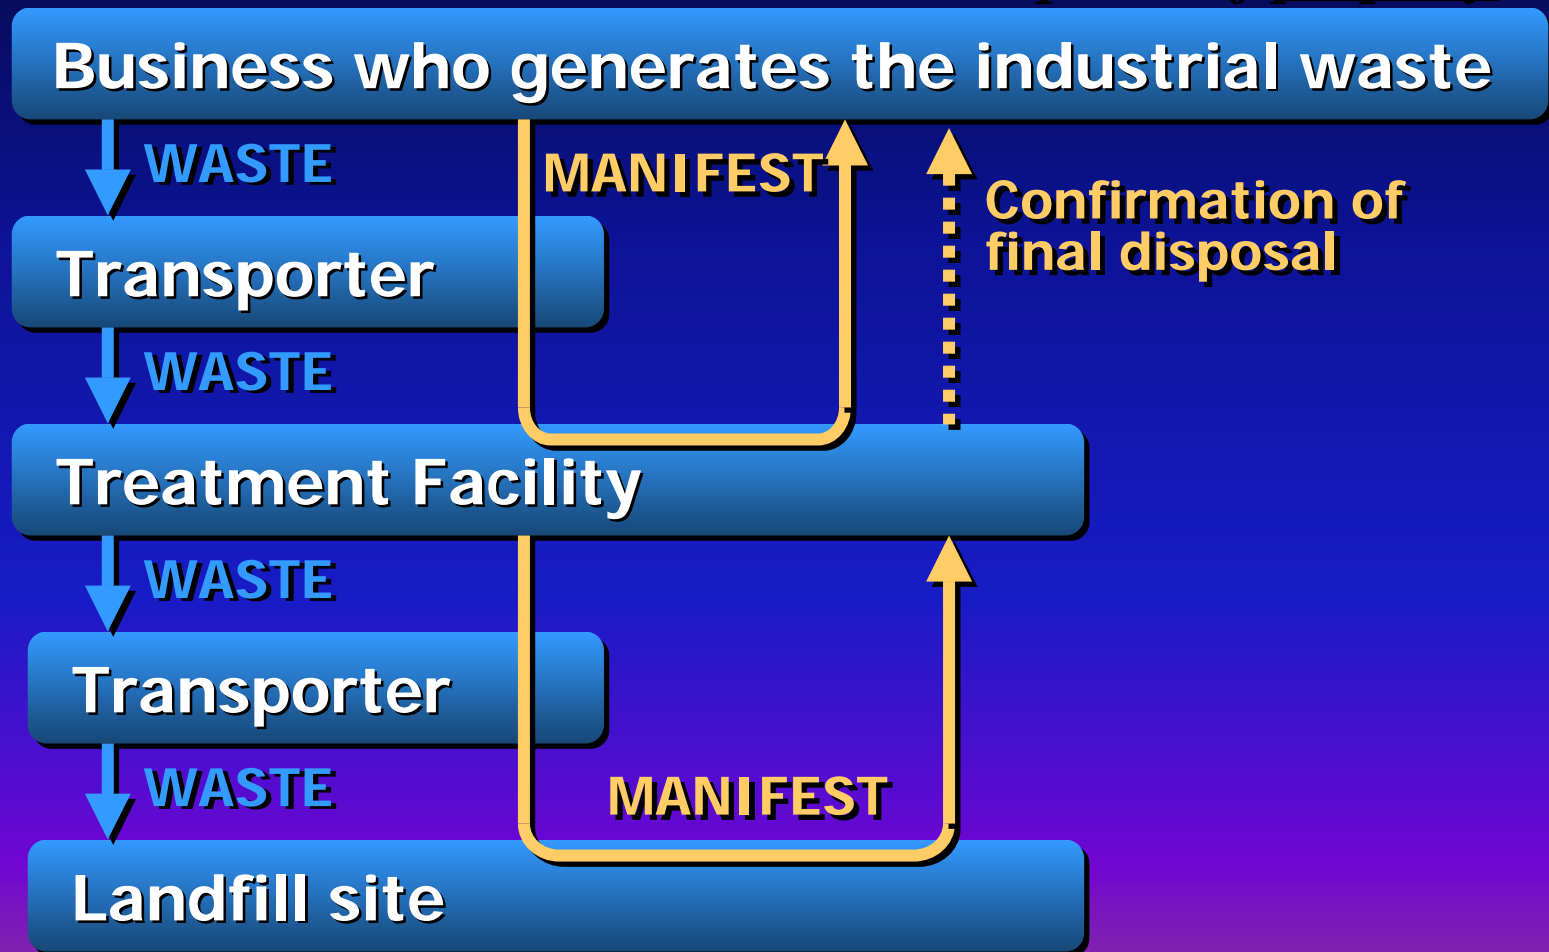 Business who generates the industrial waste
WASTE
MANIFEST
Confirmation of
final disposal
Transporter
WASTE
Treatment Facility
WASTE
Transporter
WASTE
MANIFEST
Landfill site